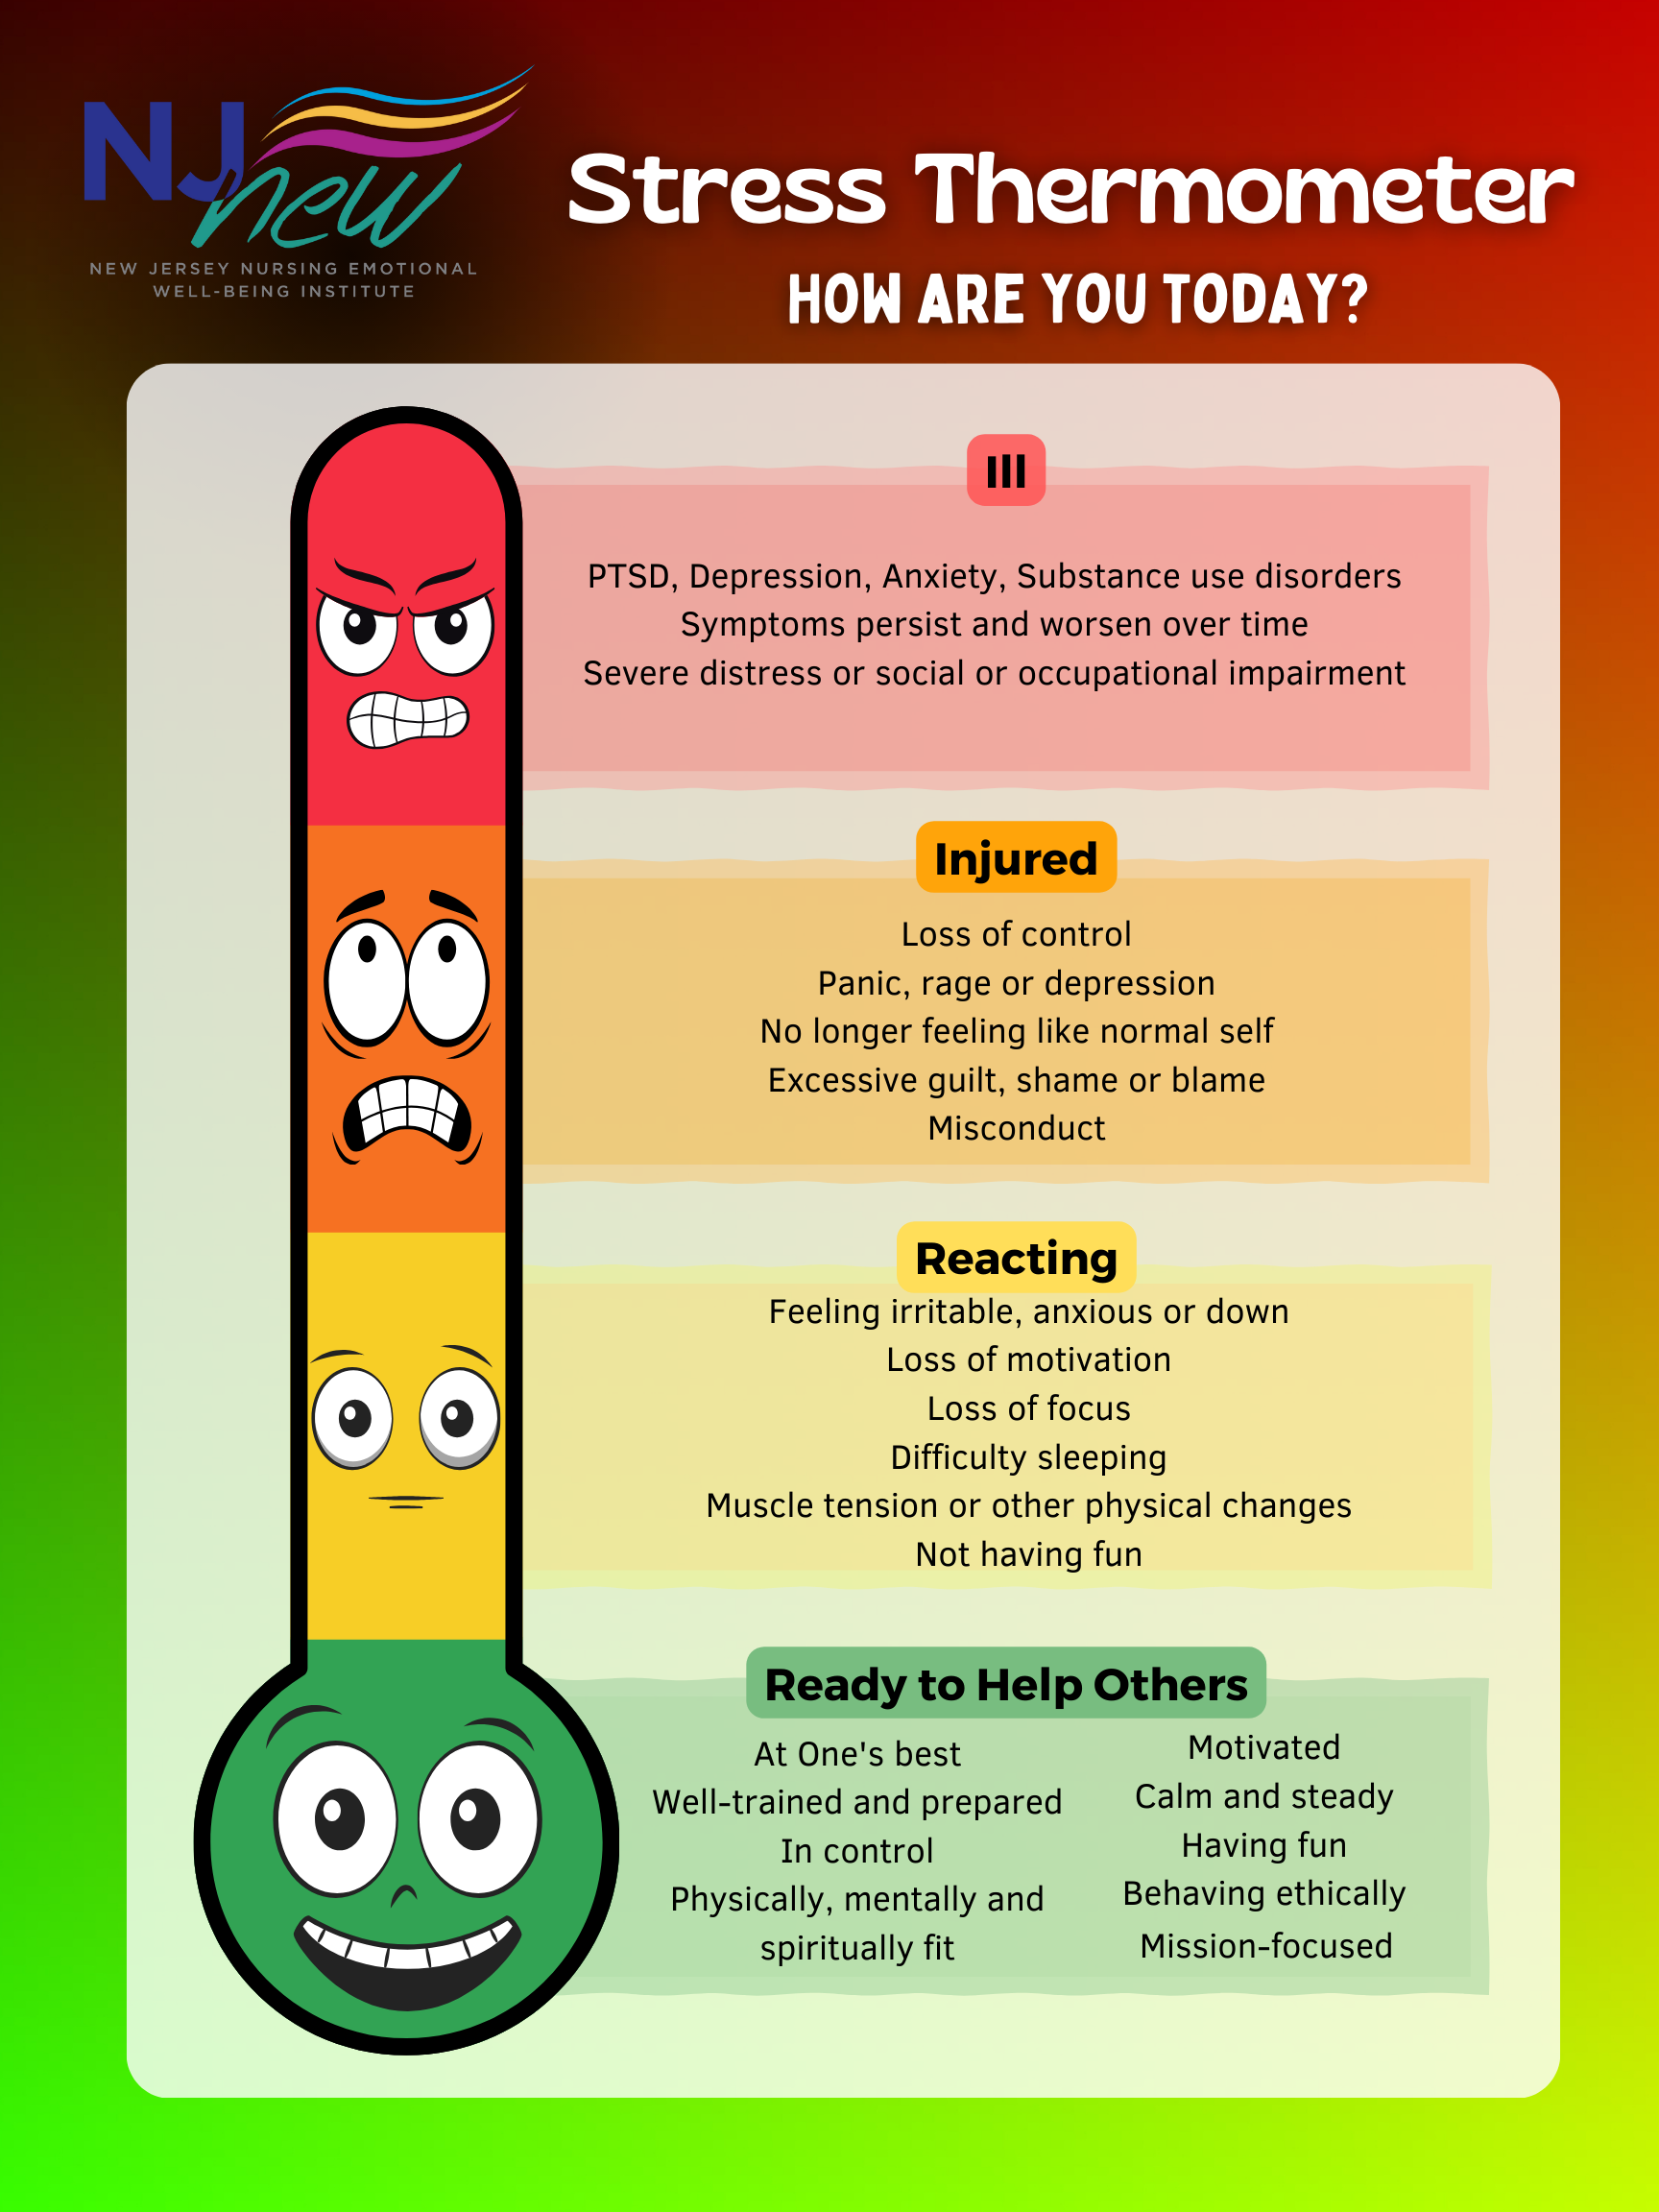 NJ new
NEW JERSEY NURSING EMOTIONAL
WELL-BEING INSTITUTE
Stress Thermometer
HOW ARE YOU TODAY?
Ill
PTSD, Depression, Anxiety, Substance use disorders
Symptoms persist and worsen over time
Severe distress or social or occupational impairment
Injured
Loss of control
Panic, rage or depression
No longer feeling like normal self
Excessive guilt, shame or blame
Misconduct
Reacting
Feeling irritable, anxious or down
Loss of motivation
Loss of focus
Difficulty sleeping
Muscle tension or other physical changes
Not having fun
Ready to Help Others
At One's best
Well-trained and prepared
In control
Physically, mentally and
spiritually fit
Motivated
Calm and steady
Having fun
Behaving ethically
Mission-focused